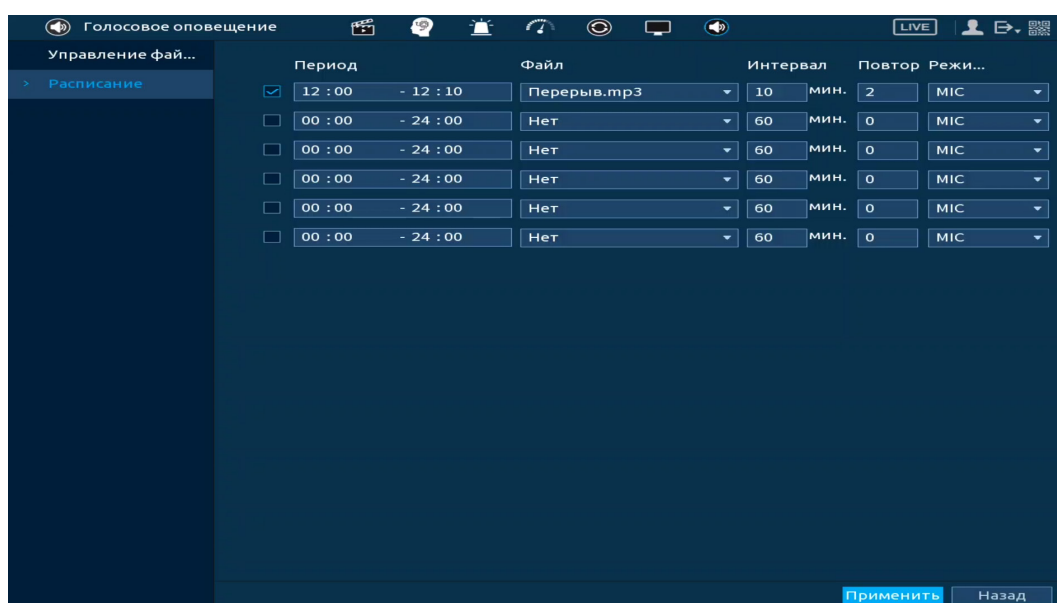 Голосовое оповещение LIVE
Управление фай...
> Расписание
Период Файл Интервал Повтор Режи...
12 : 00 - 12 : 10 Перерыв.mp3 10 мин. 2 MIC
00 : 00 - 24 : 00 Нет 60 мин. 0 MIC
00 : 00 - 24 : 00 Нет 60 мин. 0 MIC
00 : 00 - 24 : 00 Нет 60 мин. 0 MIC
00 : 00 - 24 : 00 Нет 60 мин. 0 MIC
00 : 00 - 24 : 00 Нет 60 мин. 0 MIC
Применить Назад